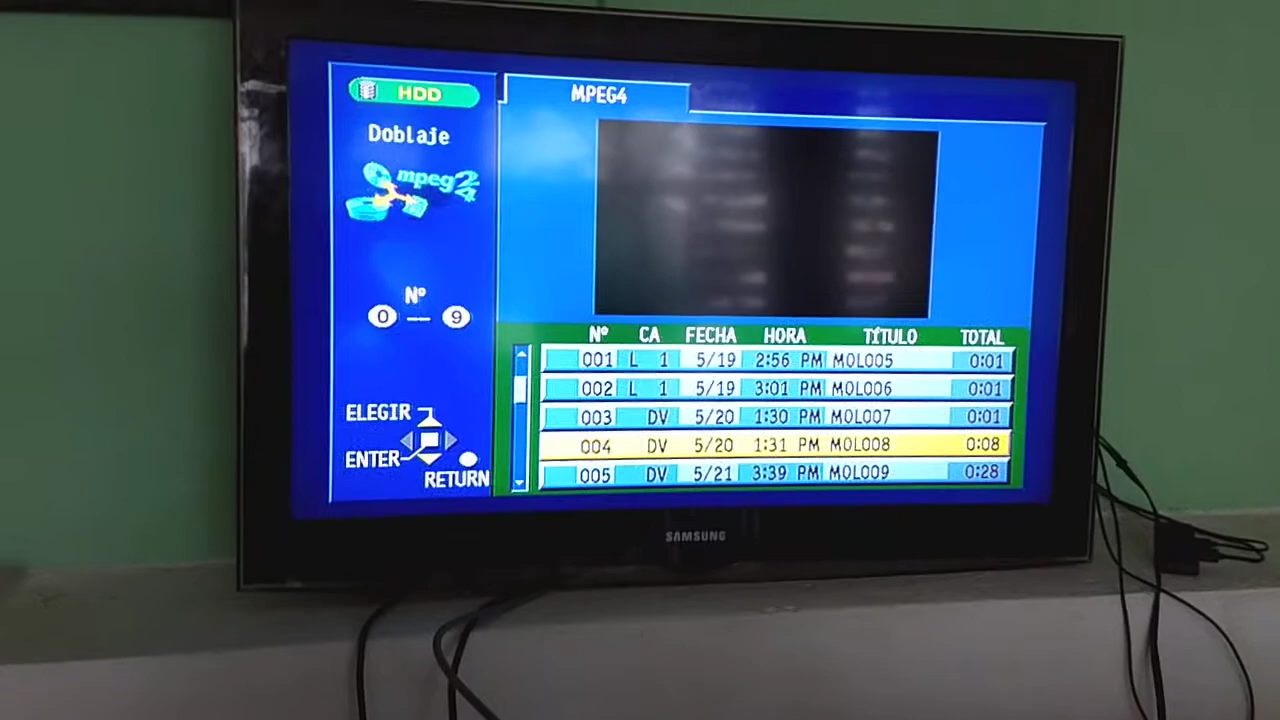 HDD
MPEG4
Doblaje
mpeg2/4
Nº
0 — 9
Nº CA FECHA HORA TÍTULO TOTAL
001 L 1 5/19 2:56 PM MOL005 0:01
002 L 1 5/19 3:01 PM MOL006 0:01
003 DV 5/20 1:30 PM MOL007 0:01
004 DV 5/20 1:31 PM MOL008 0:08
005 DV 5/21 3:39 PM MOL009 0:28
ELEGIR
ENTER
RETURN
SAMSUNG